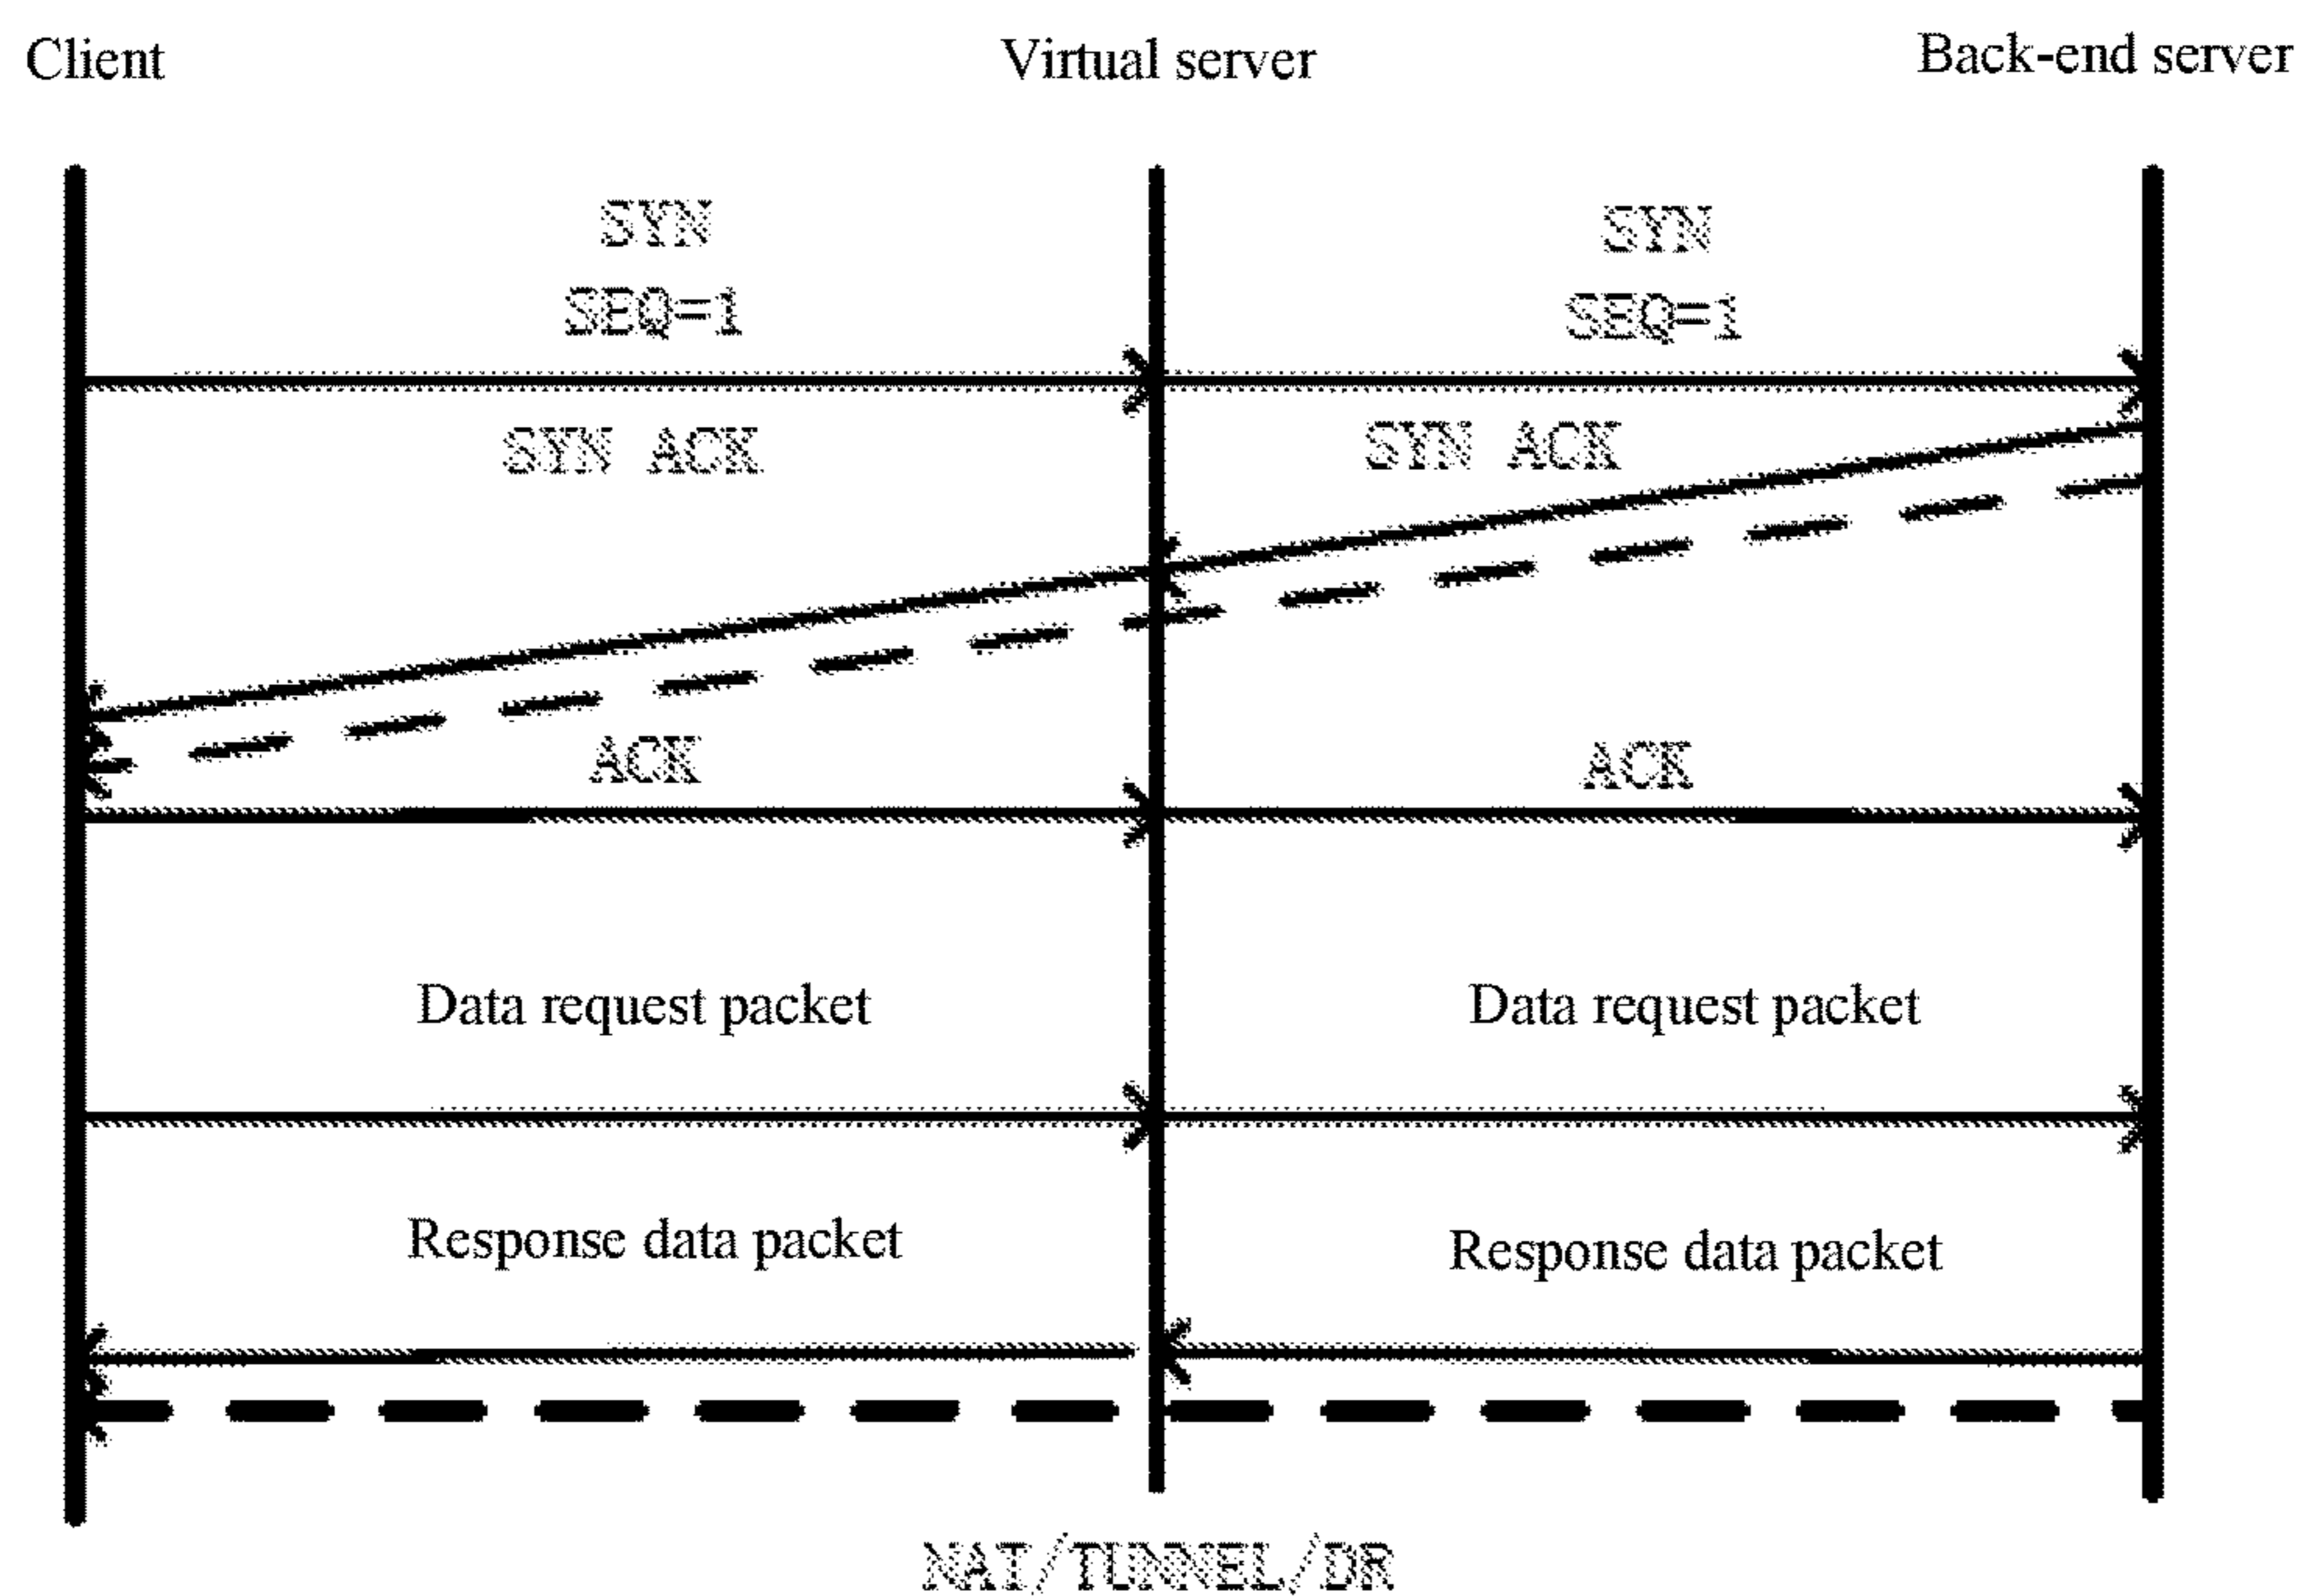 Client
Virtual server
Back-end server
SYN
SEQ=1
SYN
SEQ=1
SYN ACK
SYN ACK
ACK
ACK
Data request packet
Data request packet
Response data packet
Response data packet
NAT/TUNNEL/DR